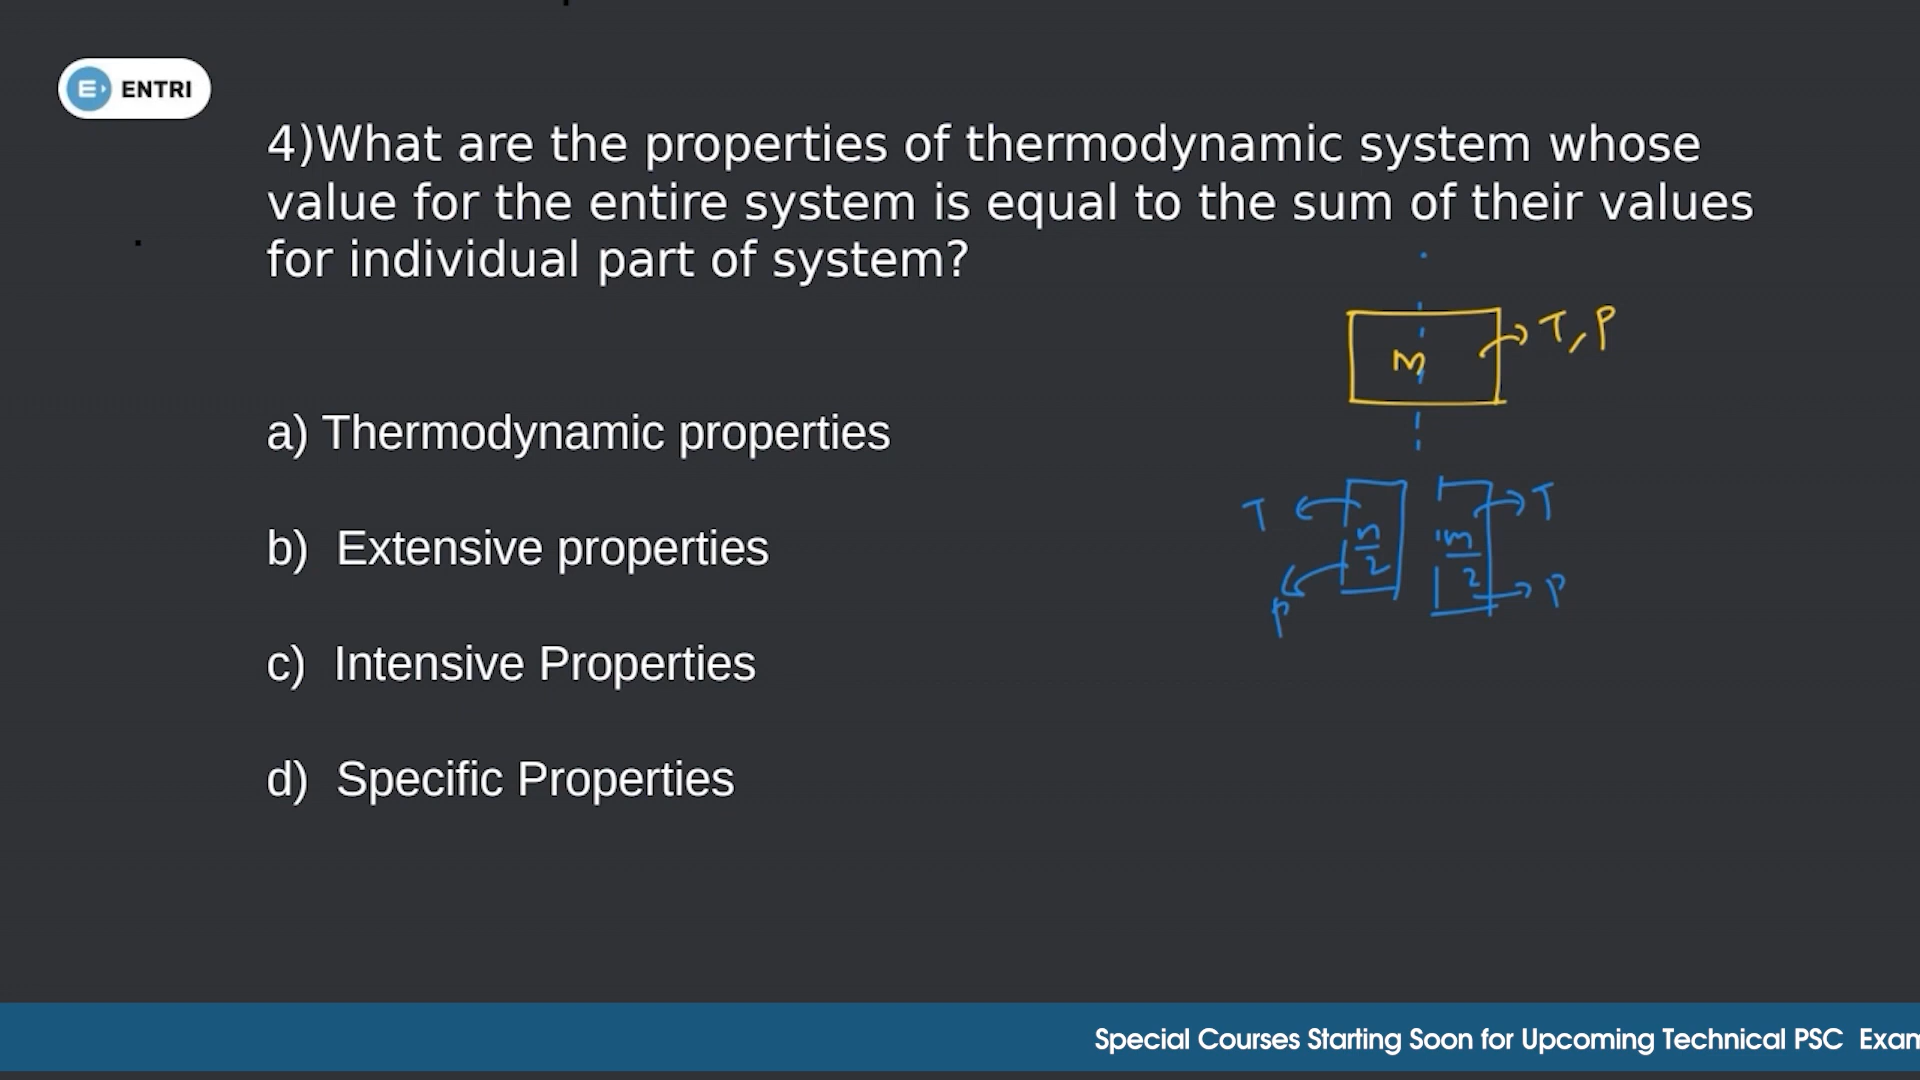 ENTRI
4)What are the properties of thermodynamic system whose
value for the entire system is equal to the sum of their values
for individual part of system?
m
T, P
a) Thermodynamic properties
T
m
2
T
b) Extensive properties
2
P
P
c) Intensive Properties
d) Specific Properties
Special Courses Starting Soon for Upcoming Technical PSC Exam